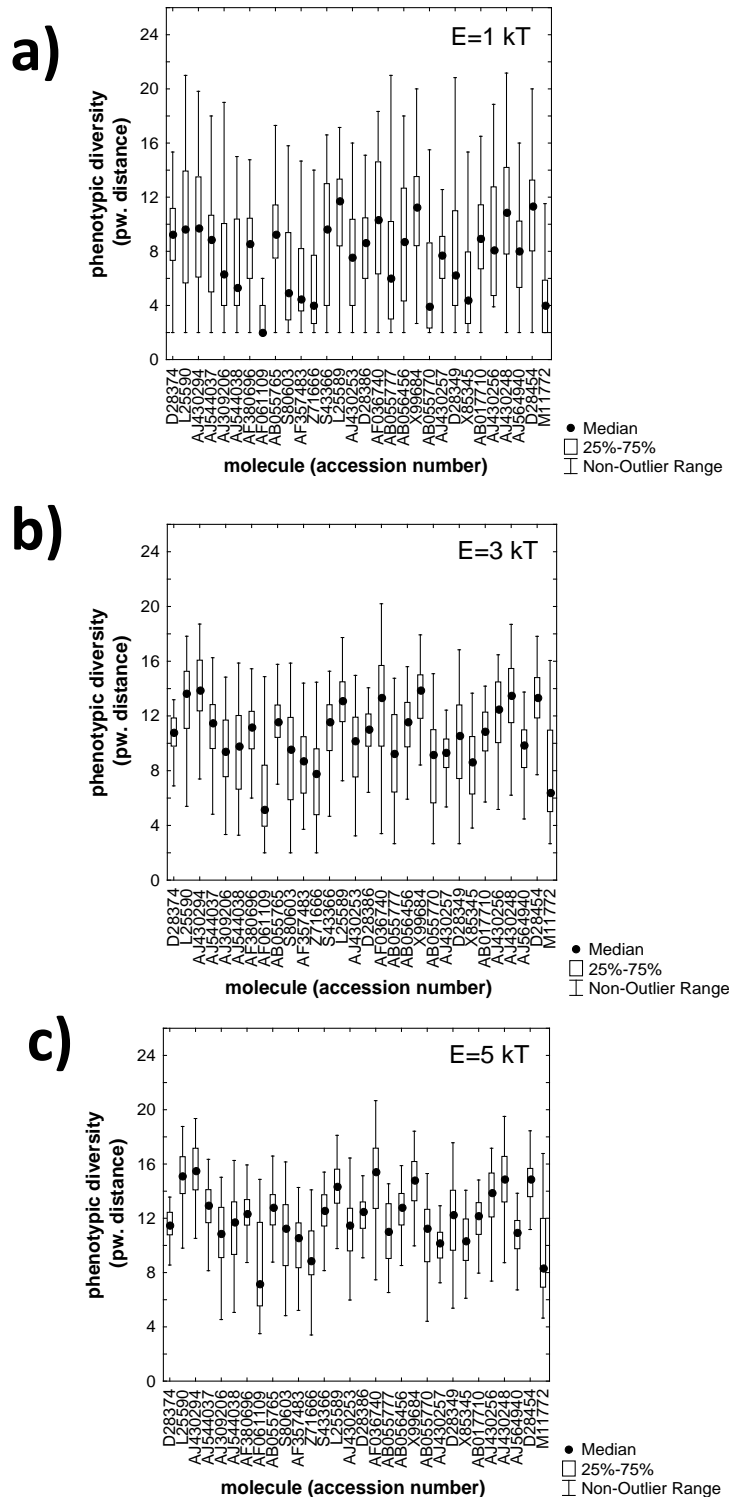 a)
E=1 kT
phenotypic diversity
(pw. distance)
24
20
16
12
8
4
0
D28374
L25590
AJ430294
AJ544037
AJ309206
AJ544038
AF380696
AF061109
AB055765
S80603
AF357483
Z71666
S43366
L25589
AJ430253
D28386
AF036740
AB055777
AB056456
X99684
AB055770
AJ430257
D28349
X85345
AB017710
AJ430256
AJ430248
AJ564940
D28454
M11772
molecule (accession number)
Median
25%-75%
Non-Outlier Range
b)
E=3 kT
phenotypic diversity
(pw. distance)
24
20
16
12
8
4
0
D28374
L25590
AJ430294
AJ544037
AJ309206
AJ544038
AF380696
AF061109
AB055765
S80603
AF357483
Z71666
S43366
L25589
AJ430253
D28386
AF036740
AB055777
AB056456
X99684
AB055770
AJ430257
D28349
X85345
AB017710
AJ430256
AJ430248
AJ564940
D28454
M11772
molecule (accession number)
Median
25%-75%
Non-Outlier Range
c)
E=5 kT
phenotypic diversity
(pw. distance)
24
20
16
12
8
4
0
D28374
L25590
AJ430294
AJ544037
AJ309206
AJ544038
AF380696
AF061109
AB055765
S80603
AF357483
Z71666
S43366
L25589
AJ430253
D28386
AF036740
AB055777
AB056456
X99684
AB055770
AJ430257
D28349
X85345
AB017710
AJ430256
AJ430248
AJ564940
D28454
M11772
molecule (accession number)
Median
25%-75%
Non-Outlier Range